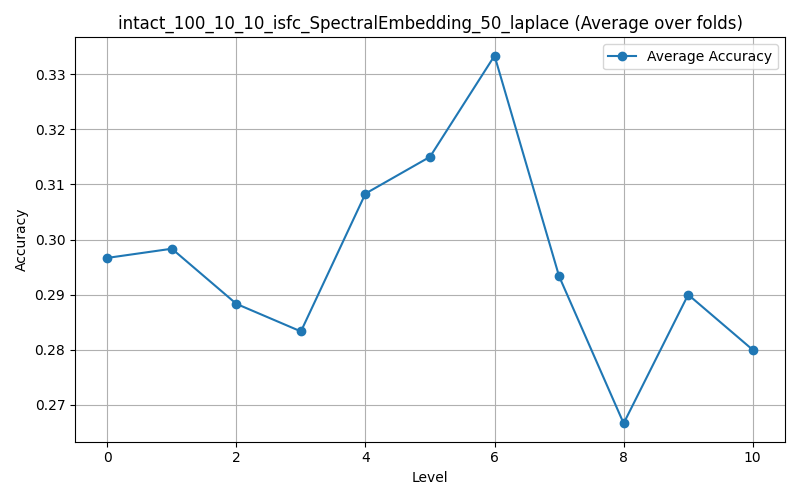 intact_100_10_10_isfc_SpectralEmbedding_50_laplace (Average over folds)
Average Accuracy
Accuracy
0.33
0.32
0.31
0.30
0.29
0.28
0.27
0 2 4 6 8 10
Level